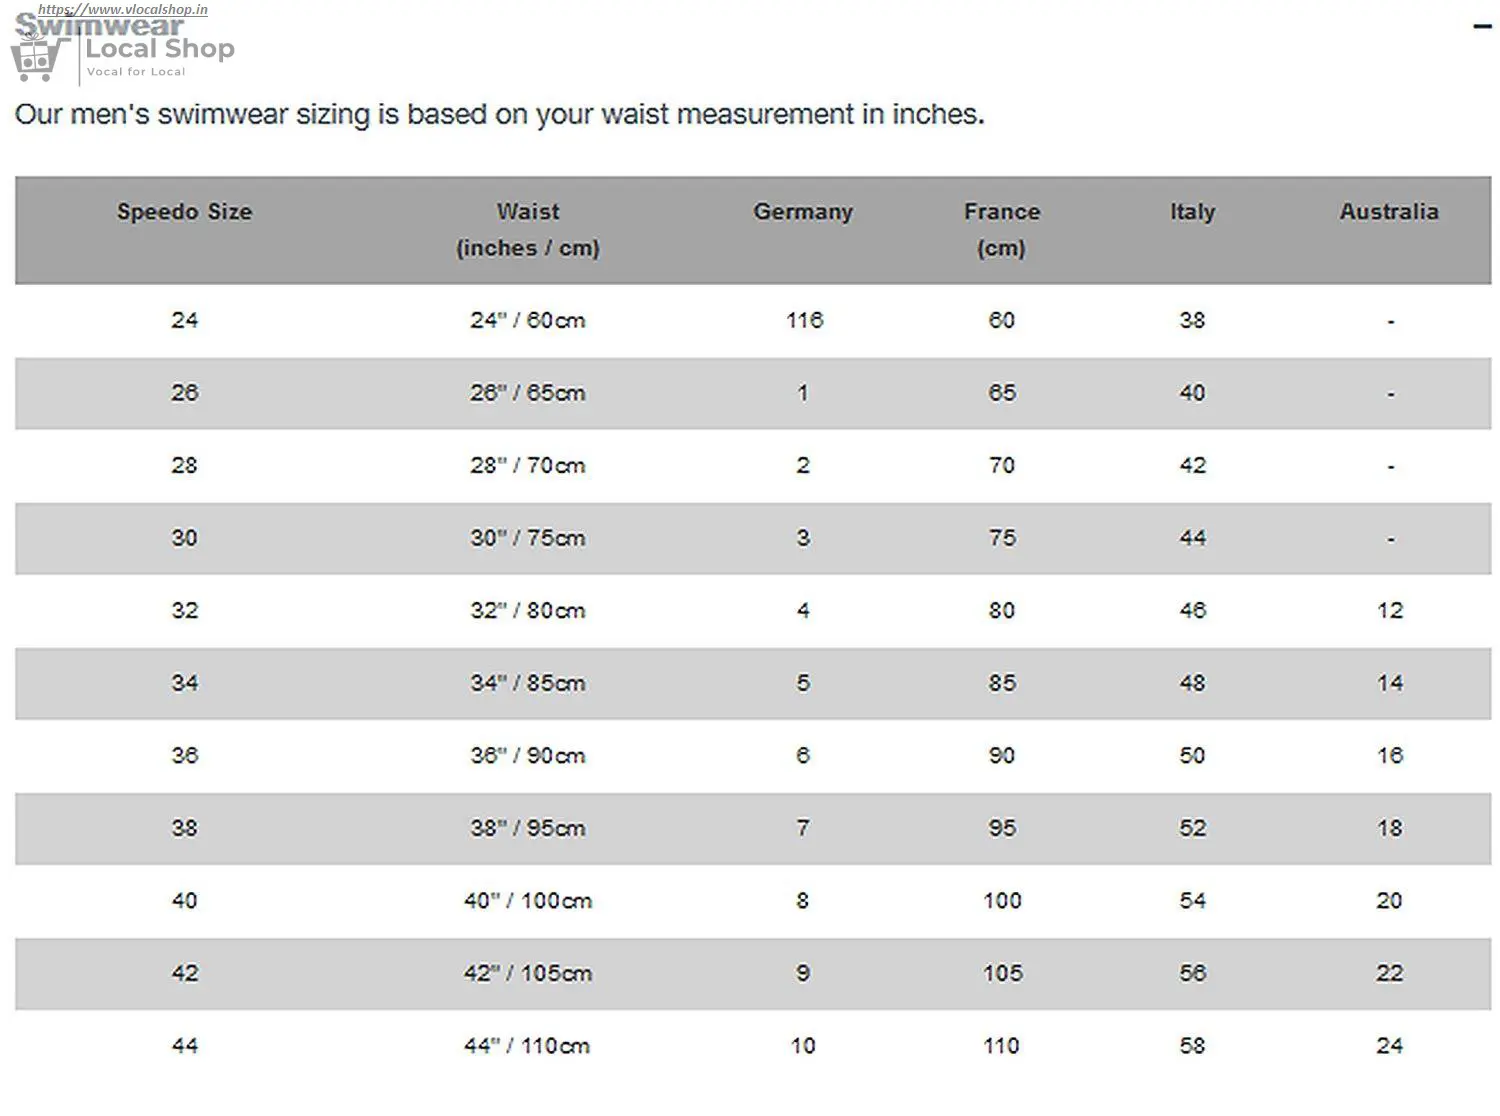 https://www.vlocalshop.in
Swimwear
Local Shop
Vocal for Local
Our men's swimwear sizing is based on your waist measurement in inches.
Speedo Size Waist (inches / cm) Germany France (cm) Italy Australia
24 24" / 60cm 116 60 38 -
26 26" / 65cm 1 65 40 -
28 28" / 70cm 2 70 42 -
30 30" / 75cm 3 75 44 -
32 32" / 80cm 4 80 46 12
34 34" / 85cm 5 85 48 14
36 36" / 90cm 6 90 50 16
38 38" / 95cm 7 95 52 18
40 40" / 100cm 8 100 54 20
42 42" / 105cm 9 105 56 22
44 44" / 110cm 10 110 58 24